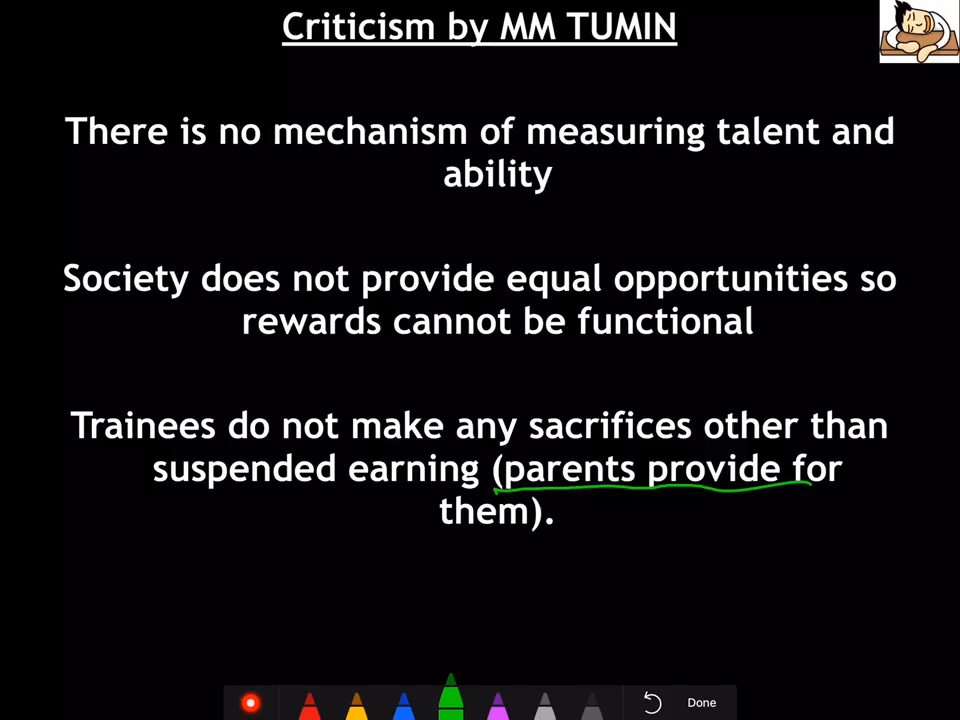 Criticism by MM TUMIN
There is no mechanism of measuring talent and
ability
Society does not provide equal opportunities so
rewards cannot be functional
Trainees do not make any sacrifices other than
suspended earning (parents provide for
them).
Done